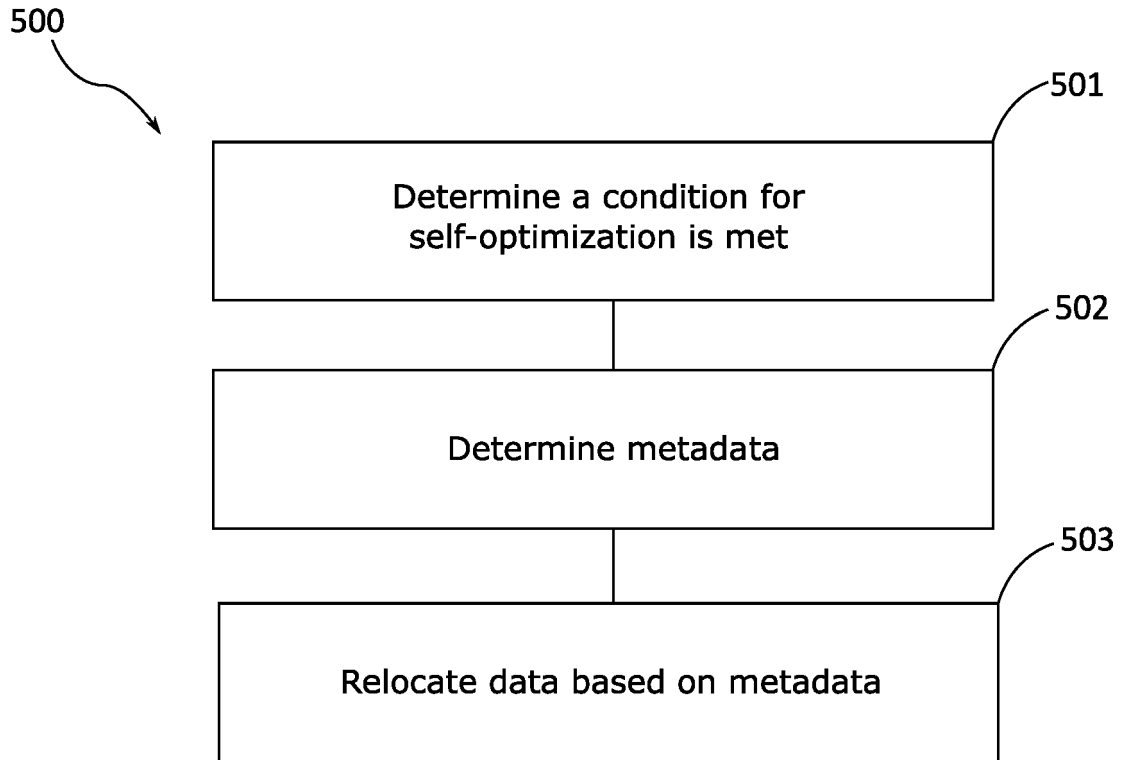 500
501
Determine a condition for
self-optimization is met
502
Determine metadata
503
Relocate data based on metadata